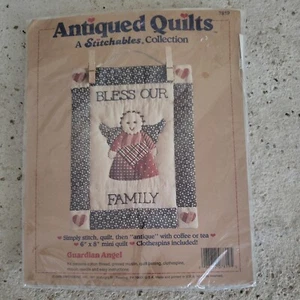 Antiqued Quilts
A Stitchables Collection
BLESS OUR
FAMILY
Simply stitch, quilt, then "antique" with coffee or tea
6" x 8" mini quilt Clothespins included!
Guardian Angel